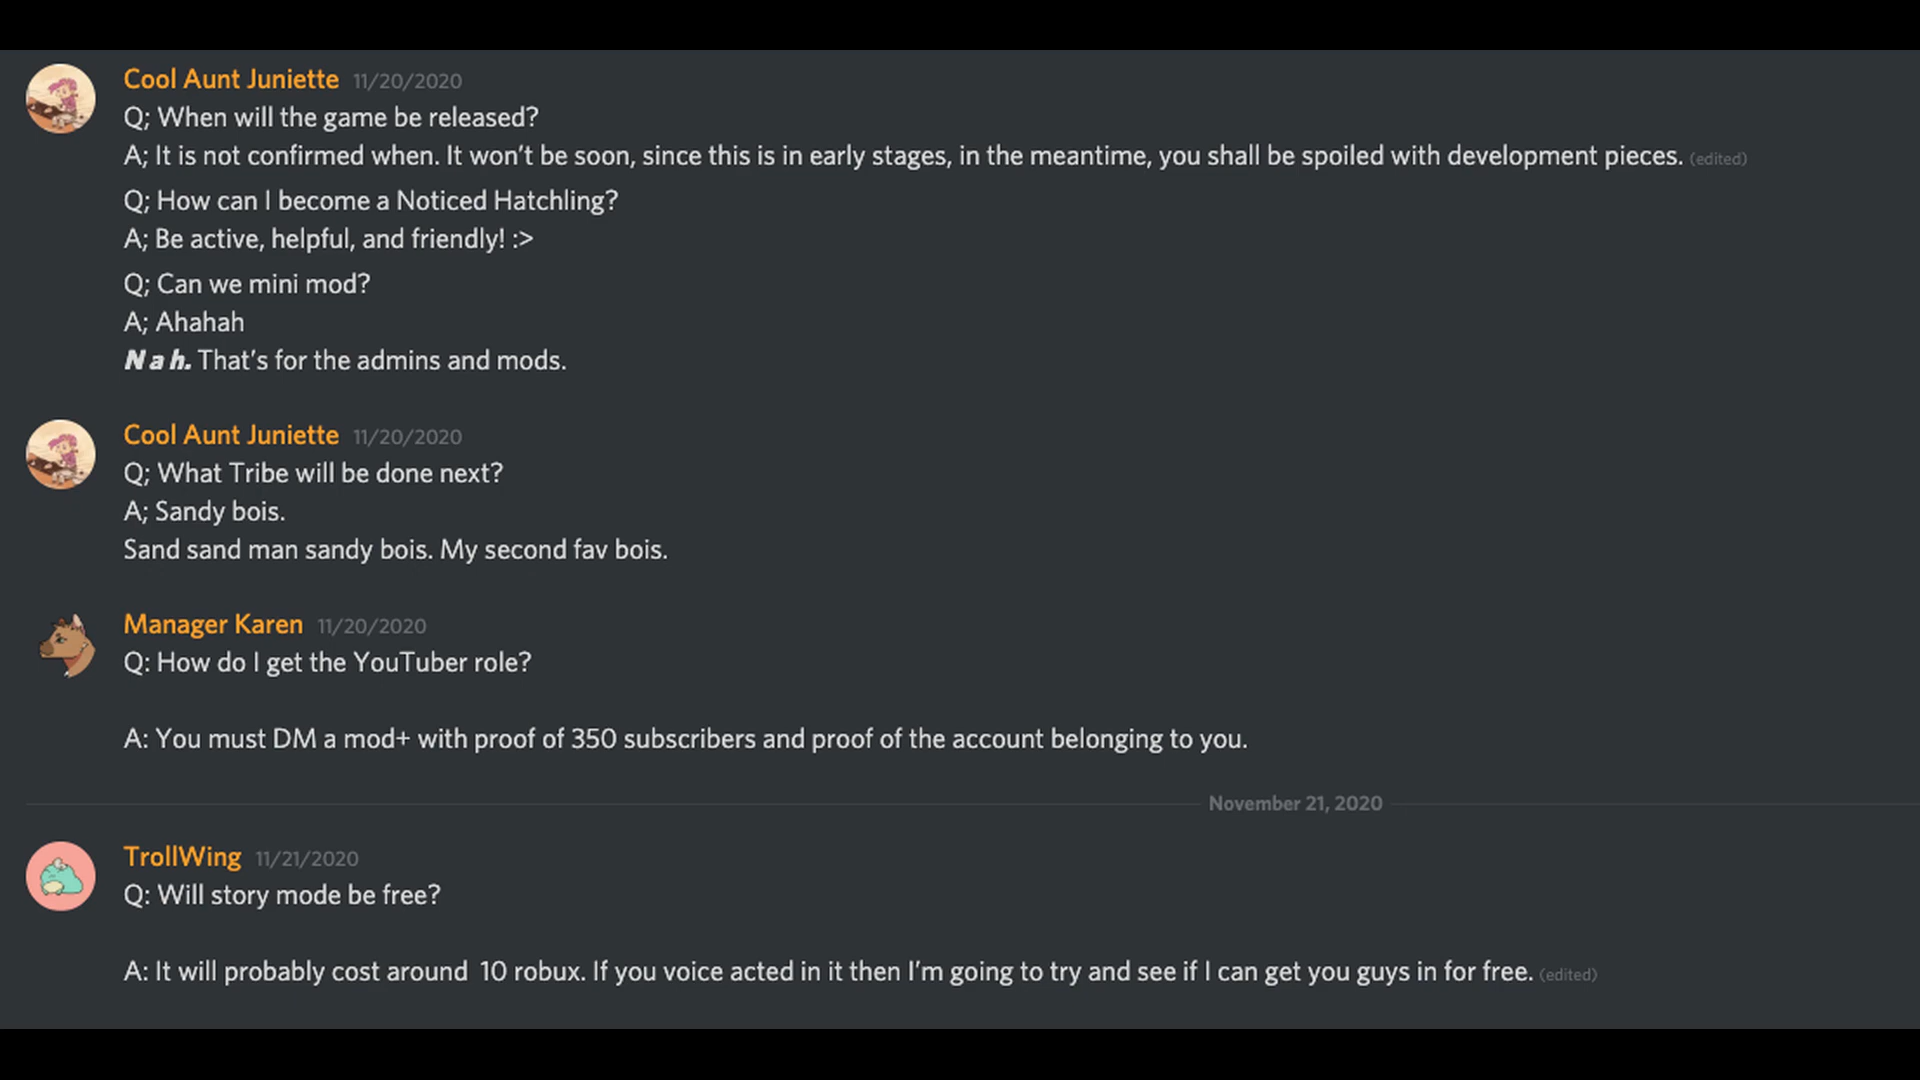 Cool Aunt Juniette 11/20/2020
Q; When will the game be released?
A; It is not confirmed when. It won't be soon, since this is in early stages, in the meantime, you shall be spoiled with development pieces. (edited)
Q; How can I become a Noticed Hatchling?
A; Be active, helpful, and friendly! :>
Q; Can we mini mod?
A; Ahahah
N a h. That's for the admins and mods.
Cool Aunt Juniette 11/20/2020
Q; What Tribe will be done next?
A; Sandy bois.
Sand sand man sandy bois. My second fav bois.
Manager Karen 11/20/2020
Q: How do I get the YouTuber role?
A: You must DM a mod+ with proof of 350 subscribers and proof of the account belonging to you.
November 21, 2020
TrollWing 11/21/2020
Q: Will story mode be free?
A: It will probably cost around  10 robux. If you voice acted in it then I'm going to try and see if I can get you guys in for free. (edited)